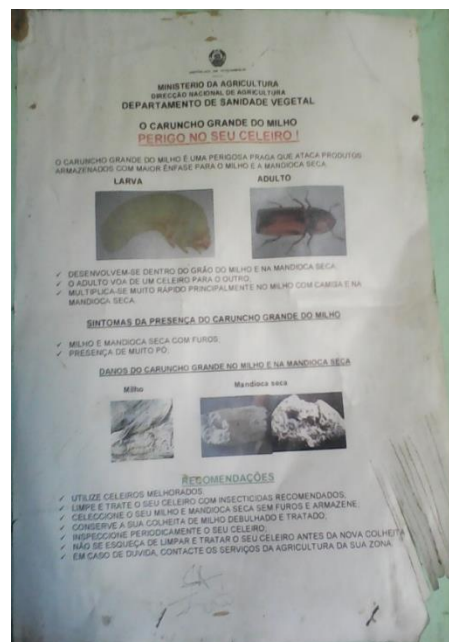 MINISTERIO DA AGRICULTURA
DIRECÇÃO NACIONAL DE AGRICULTURA
DEPARTAMENTO DE SANIDADE VEGETAL
O CARUNCHO GRANDE DO MILHO
PERIGO NO SEU CELEIRO !
O CARUNCHO GRANDE DO MILHO É UMA PERIGOSA PRAGA QUE ATACA PRODUTOS
ARMAZENADOS COM MAIOR ÊNFASE PARA O MILHO E A MANDIOCA SECA.
LARVA ADULTO
✓ DESENVOLVEM-SE DENTRO DO GRÃO DO MILHO E NA MANDIOCA SECA.
✓ O ADULTO VOA DE UM CELEIRO PARA O OUTRO;
✓ MULTIPLICA-SE MUITO RÁPIDO PRINCIPALMENTE NO MILHO COM CAMISA E NA
MANDIOCA SECA.
SINTOMAS DA PRESENÇA DO CARUNCHO GRANDE DO MILHO
✓ MILHO E MANDIOCA SECA COM FUROS;
✓ PRESENÇA DE MUITO PÓ;
DANOS DO CARUNCHO GRANDE NO MILHO E NA MANDIOCA SECA
Milho Mandioca seca
RECOMENDAÇÕES
✓ UTILIZE CELEIROS MELHORADOS;
✓ LIMPE E TRATE O SEU CELEIRO COM INSECTICIDAS RECOMENDADOS;
✓ CELECCIONE O SEU MILHO E MANDIOCA SECA SEM FUROS E ARMAZENE;
✓ CONSERVE A SUA COLHEITA DE MILHO DEBULHADO E TRATADO;
✓ INSPECCIONE PERIODICAMENTE O SEU CELEIRO;
✓ NÃO SE ESQUEÇA DE LIMPAR E TRATAR O SEU CELEIRO ANTES DA NOVA COLHEITA
✓ EM CASO DE DUVIDA, CONTACTE OS SERVIÇOS DA AGRICULTURA DA SUA ZONA.